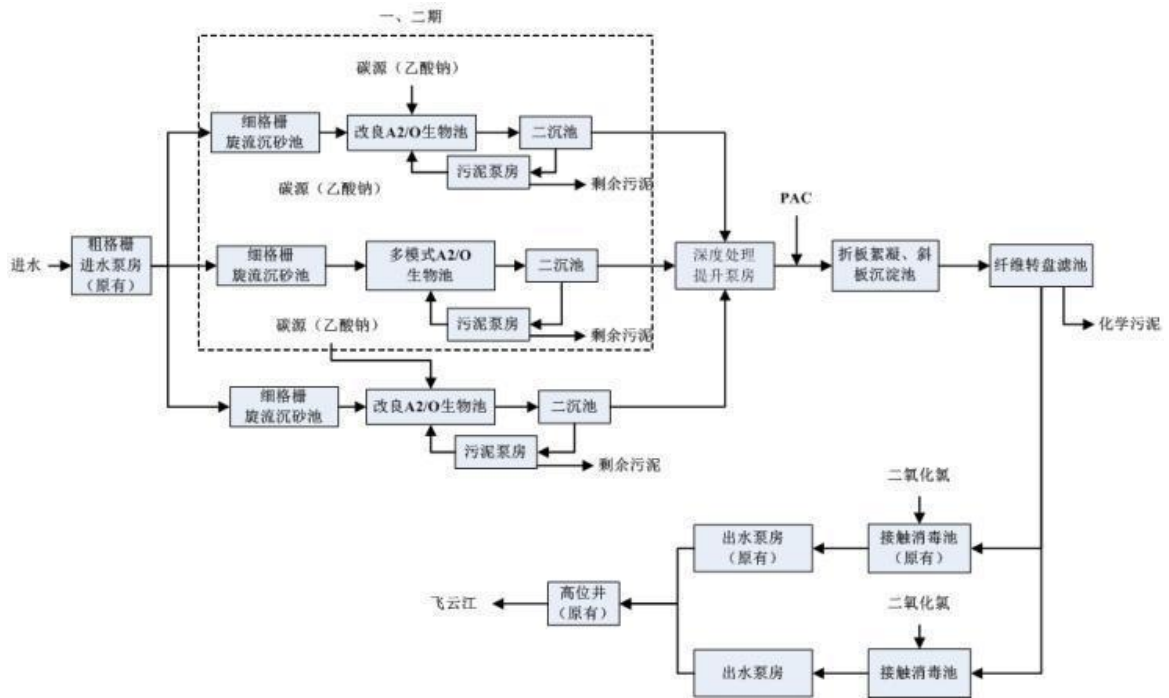 一、二期
碳源（乙酸钠）
细格栅
旋流沉砂池
改良A2/O生物池
二沉池
污泥泵房
剩余污泥
碳源（乙酸钠）
PAC
粗格栅
进水泵房
（原有）
进水
细格栅
旋流沉砂池
多模式A2/O
生物池
二沉池
深度处理
提升泵房
折板絮凝、斜
板沉淀池
纤维转盘滤池
污泥泵房
剩余污泥
化学污泥
碳源（乙酸钠）
细格栅
旋流沉砂池
改良A2/O生物池
二沉池
污泥泵房
剩余污泥
二氧化氯
出水泵房
（原有）
接触消毒池
（原有）
飞云江
高位井
（原有）
二氧化氯
出水泵房
接触消毒池